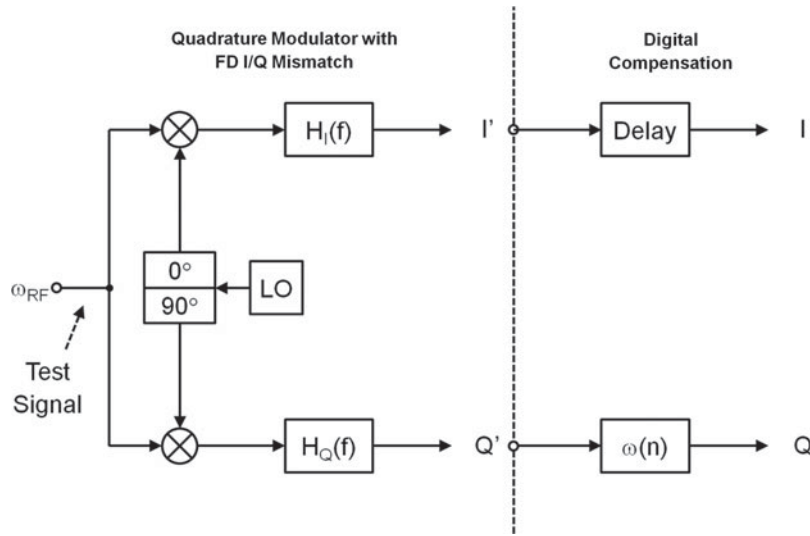 Quadrature Modulator with
FD I/Q Mismatch
Digital
Compensation
H_I(f)
I'
Delay
I
0°
90°
LO
ω_RF
Test
Signal
H_Q(f)
Q'
ω(n)
Q